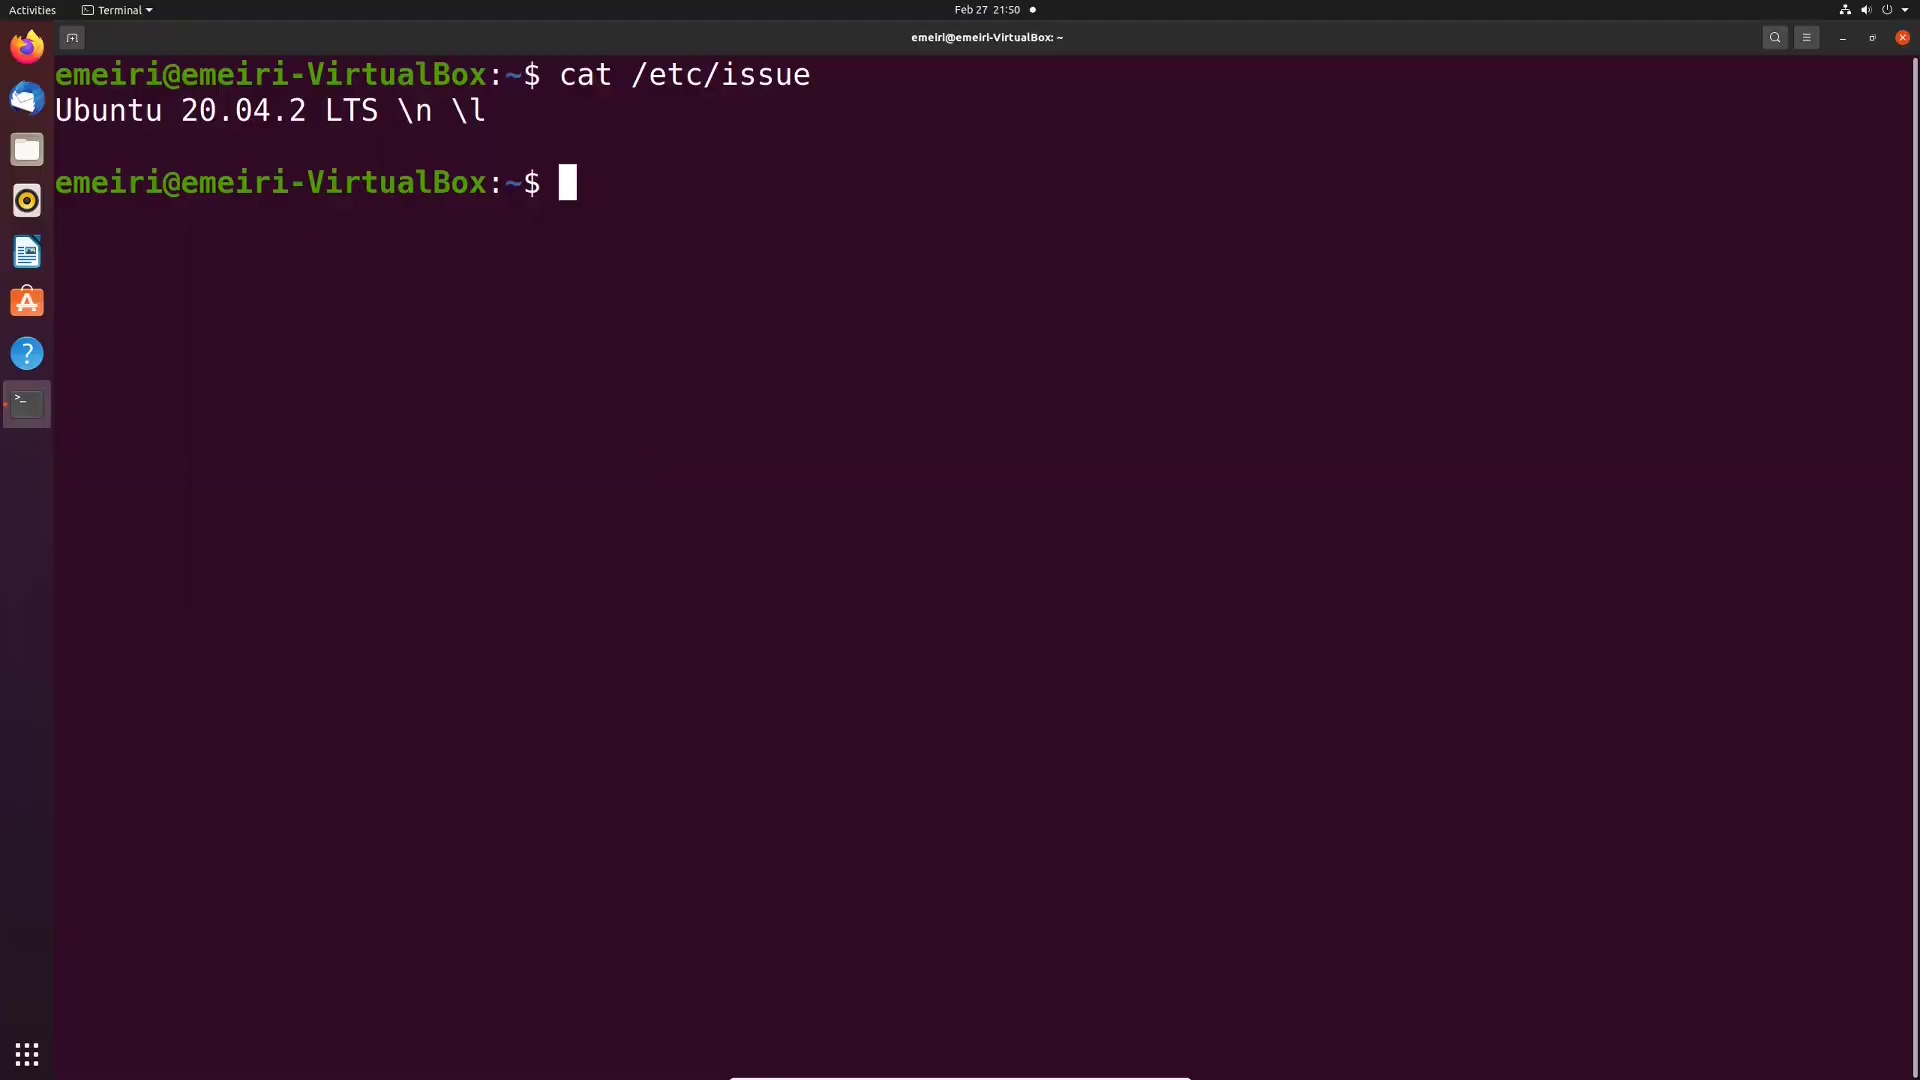 Activities Terminal Feb 27 21:50
emeiri@emeiri-VirtualBox: ~
emeiri@emeiri-VirtualBox:~$ cat /etc/issue
Ubuntu 20.04.2 LTS \n \l
emeiri@emeiri-VirtualBox:~$